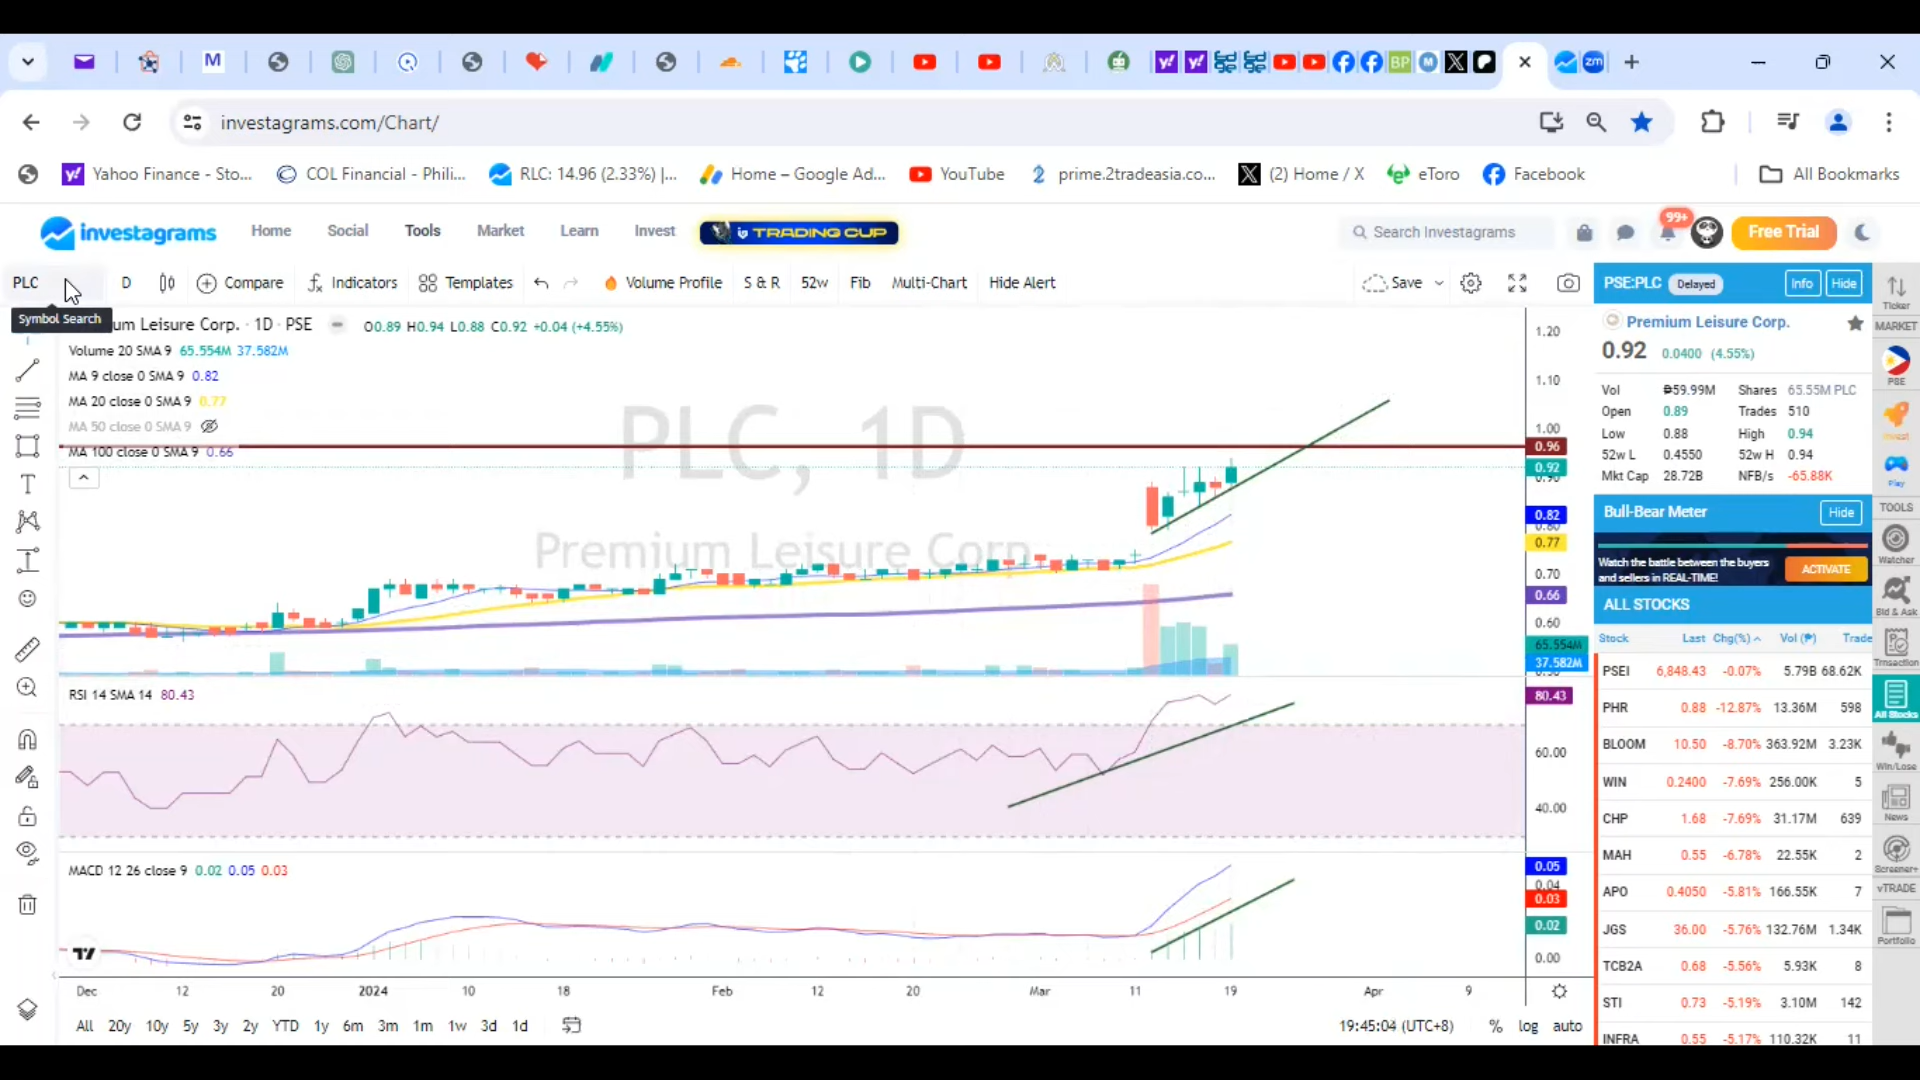 investagrams.com/Chart/
Yahoo Finance - Sto... COL Financial - Phili... RLC: 14.96 (2.33%) |... Home – Google Ad... YouTube prime.2tradeasia.co... (2) Home / X eToro Facebook All Bookmarks
investagrams Home Social Tools Market Learn Invest TRADING CUP Search Investagrams 99+ Free Trial
PLC D Compare Indicators Templates Volume Profile S & R 52w Fib Multi-Chart Hide Alert Save
Symbol Search
um Leisure Corp. · 1D · PSE O0.89 H0.94 L0.88 C0.92 +0.04 (+4.55%)
Volume 20 SMA 9 65.554M 37.582M
MA 9 close 0 SMA 9 0.82
MA 20 close 0 SMA 9 0.77
MA 50 close 0 SMA 9
MA 100 close 0 SMA 9 0.66
PLC, 1D
Premium Leisure Corp.
1.20
1.10
1.00
0.96
0.92
0.90
0.82
0.80
0.77
0.70
0.66
0.60
65.554M
37.582M
RSI 14 SMA 14 80.43
80.43
60.00
40.00
MACD 12 26 close 9 0.02 0.05 0.03
0.05
0.04
0.03
0.02
0.00
Dec 12 20 2024 10 18 Feb 12 20 Mar 11 19 Apr 9
All 20y 10y 5y 3y 2y YTD 1y 6m 3m 1m 1w 3d 1d 19:45:04 (UTC+8) % log auto
PSE:PLC Delayed Info Hide
Premium Leisure Corp.
0.92 0.0400 (4.55%)
Vol ₱59.99M Shares 65.55M PLC
Open 0.89 Trades 510
Low 0.88 High 0.94
52w L 0.4550 52w H 0.94
Mkt Cap 28.72B NFB/s -65.88K
Bull-Bear Meter Hide
Watch the battle between the buyers
and sellers in REAL-TIME! ACTIVATE
ALL STOCKS
Stock Last Chg(%) Vol (₱) Trade
PSEI 6,848.43 -0.07% 5.79B 68.62K
PHR 0.88 -12.87% 13.36M 598
BLOOM 10.50 -8.70% 363.92M 3.23K
WIN 0.2400 -7.69% 256.00K 5
CHP 1.68 -7.69% 31.17M 639
MAH 0.55 -6.78% 22.55K 2
APO 0.4050 -5.81% 166.55K 7
JGS 36.00 -5.76% 132.76M 1.34K
TCB2A 0.68 -5.56% 5.93K 8
STI 0.73 -5.19% 3.10M 142
INFRA 0.55 -5.17% 110.32K 11
Ticker
MARKET
PSE
Invest
Play
TOOLS
Watcher
Bid & Ask
Trnsaction
All Stocks
Win/Lose
News
Screener+
vTRADE
Portfolio